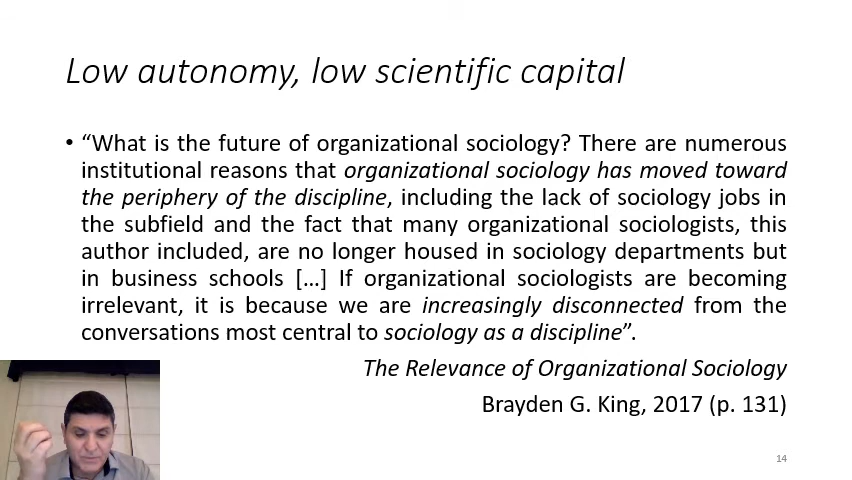 Low autonomy, low scientific capital
• “What is the future of organizational sociology? There are numerous
institutional reasons that organizational sociology has moved toward
the periphery of the discipline, including the lack of sociology jobs in
the subfield and the fact that many organizational sociologists, this
author included, are no longer housed in sociology departments but
in business schools […] If organizational sociologists are becoming
irrelevant, it is because we are increasingly disconnected from the
conversations most central to sociology as a discipline”.
The Relevance of Organizational Sociology
Brayden G. King, 2017 (p. 131)
14